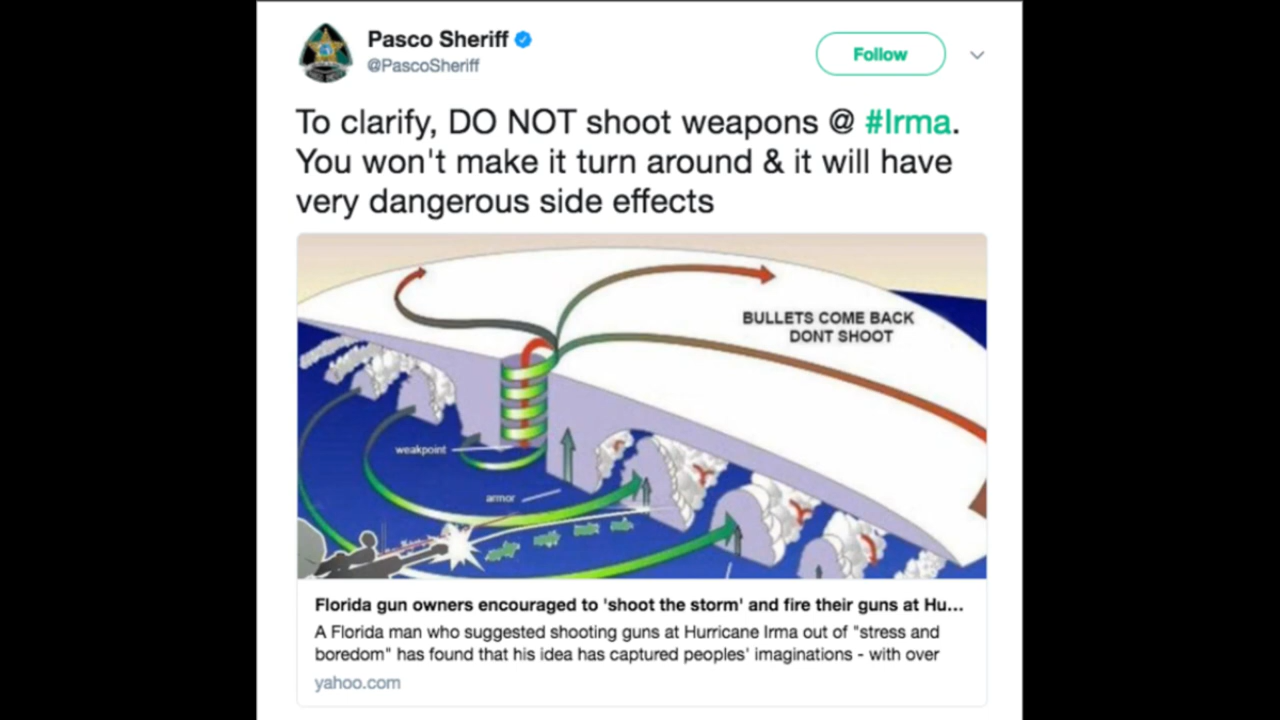 Pasco Sheriff
@PascoSheriff
Follow
To clarify, DO NOT shoot weapons @ #Irma.
You won't make it turn around & it will have
very dangerous side effects
BULLETS COME BACK
DONT SHOOT
weakpoint
armor
Florida gun owners encouraged to 'shoot the storm' and fire their guns at Hu...
A Florida man who suggested shooting guns at Hurricane Irma out of "stress and
boredom" has found that his idea has captured peoples' imaginations - with over
yahoo.com